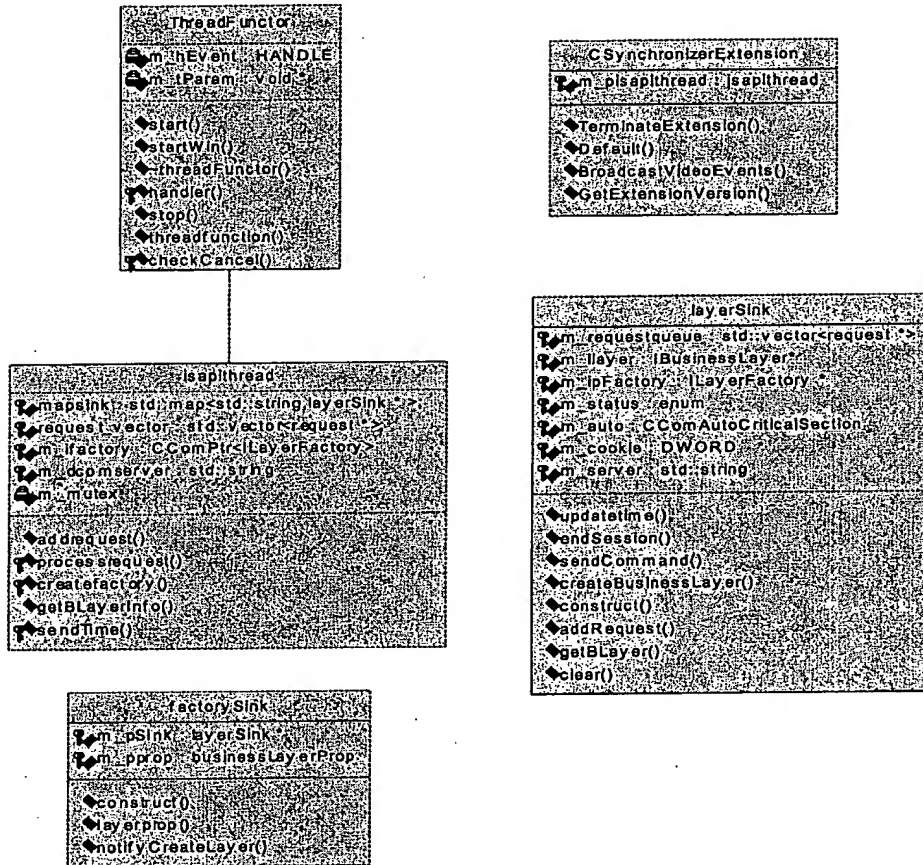 ThreadFunctor
m_hEvent : HANDLE
m_tParam : void *
start()
startWin()
~threadFunctor()
handler()
stop()
threadfunction()
checkCancel()
CSynchronizerExtension
m_pisapithread : isapithread
TerminateExtension()
Default()
BroadcastVideoEvents()
GetExtensionVersion()
isapithread
mapsink : std::map<std::string,layerSink *>
request_vector : std::vector<request *>
m_ifactory : CComPtr<ILayerFactory>
m_dcomserver : std::string
m_mutex
addrequest()
processrequest()
createfactory()
getBLayerInfo()
sendTime()
layerSink
m_requestqueue : std::vector<request *>
m_ilayer : IBusinessLayer*
m_ipFactory : ILayerFactory *
m_status : enum
m_auto : CComAutoCriticalSection
m_cookie : DWORD
m_server : std::string
updatetime()
endSession()
sendCommand()
createBusinessLayer()
construct()
addRequest()
getBLayer()
clear()
factorySink
m_pSink : layerSink *
m_pprop : businessLayerProp
construct()
layerprop()
notifyCreateLayer()